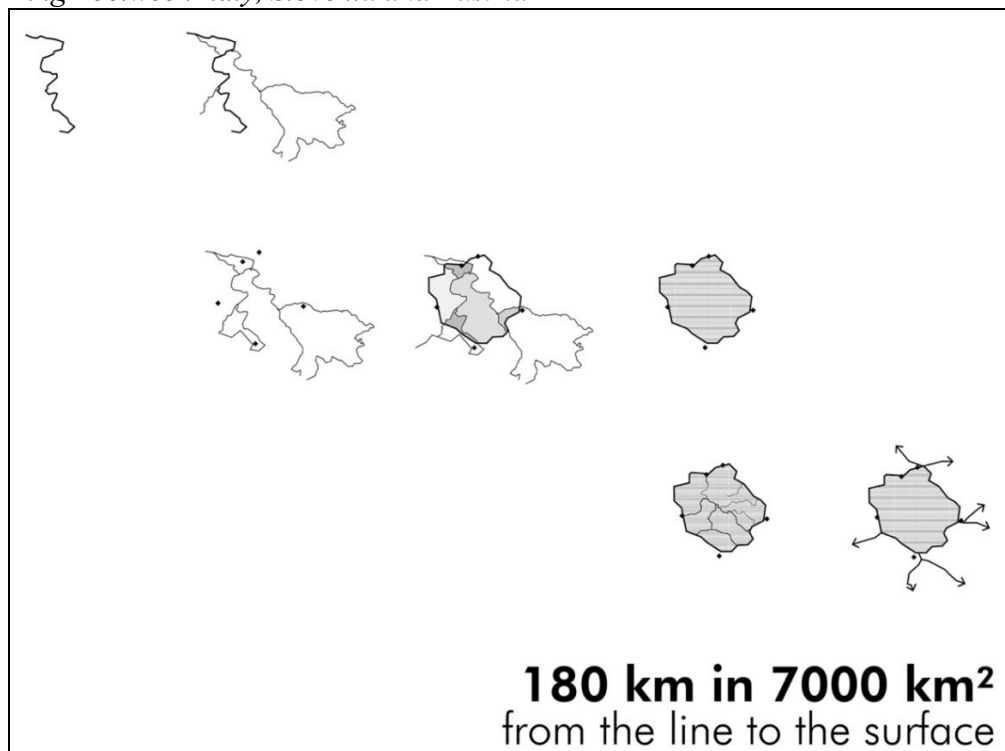 180 km in 7000 km²
from the line to the surface